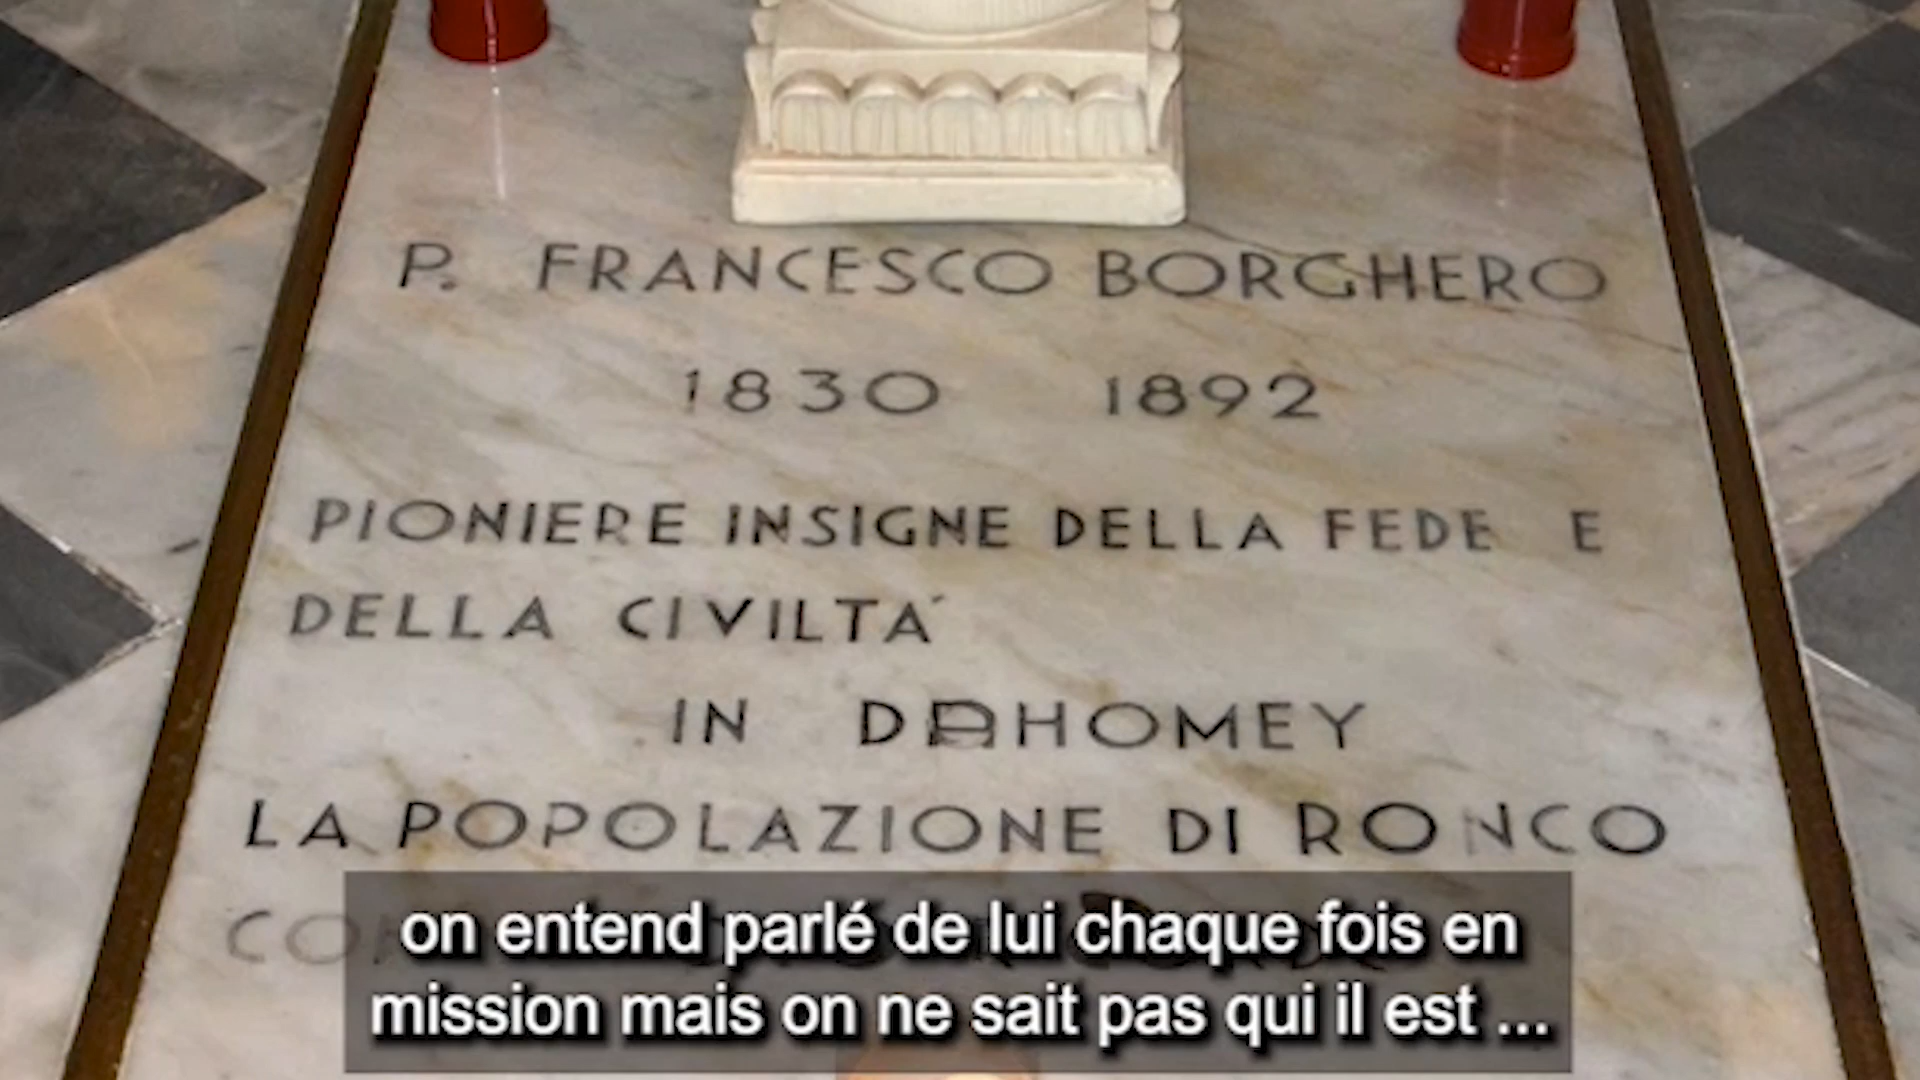 P. FRANCESCO BORGHERO
1830 1892
PIONIERE INSIGNE DELLA FEDE E
DELLA CIVILTA'
IN DAHOMEY
LA POPOLAZIONE DI RONCO
on entend parlé de lui chaque fois en
mission mais on ne sait pas qui il est ...